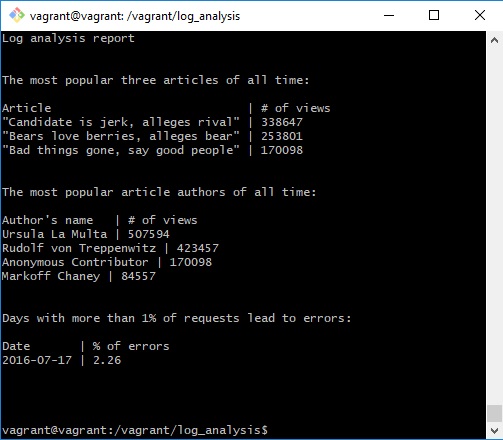 vagrant@vagrant: /vagrant/log_analysis
Log analysis report
The most popular three articles of all time:
Article | # of views
"Candidate is jerk, alleges rival" | 338647
"Bears love berries, alleges bear" | 253801
"Bad things gone, say good people" | 170098
The most popular article authors of all time:
Author's name | # of views
Ursula La Multa | 507594
Rudolf von Treppenwitz | 423457
Anonymous Contributor | 170098
Markoff Chaney | 84557
Days with more than 1% of requests lead to errors:
Date | % of errors
2016-07-17 | 2.26
vagrant@vagrant:/vagrant/log_analysis$